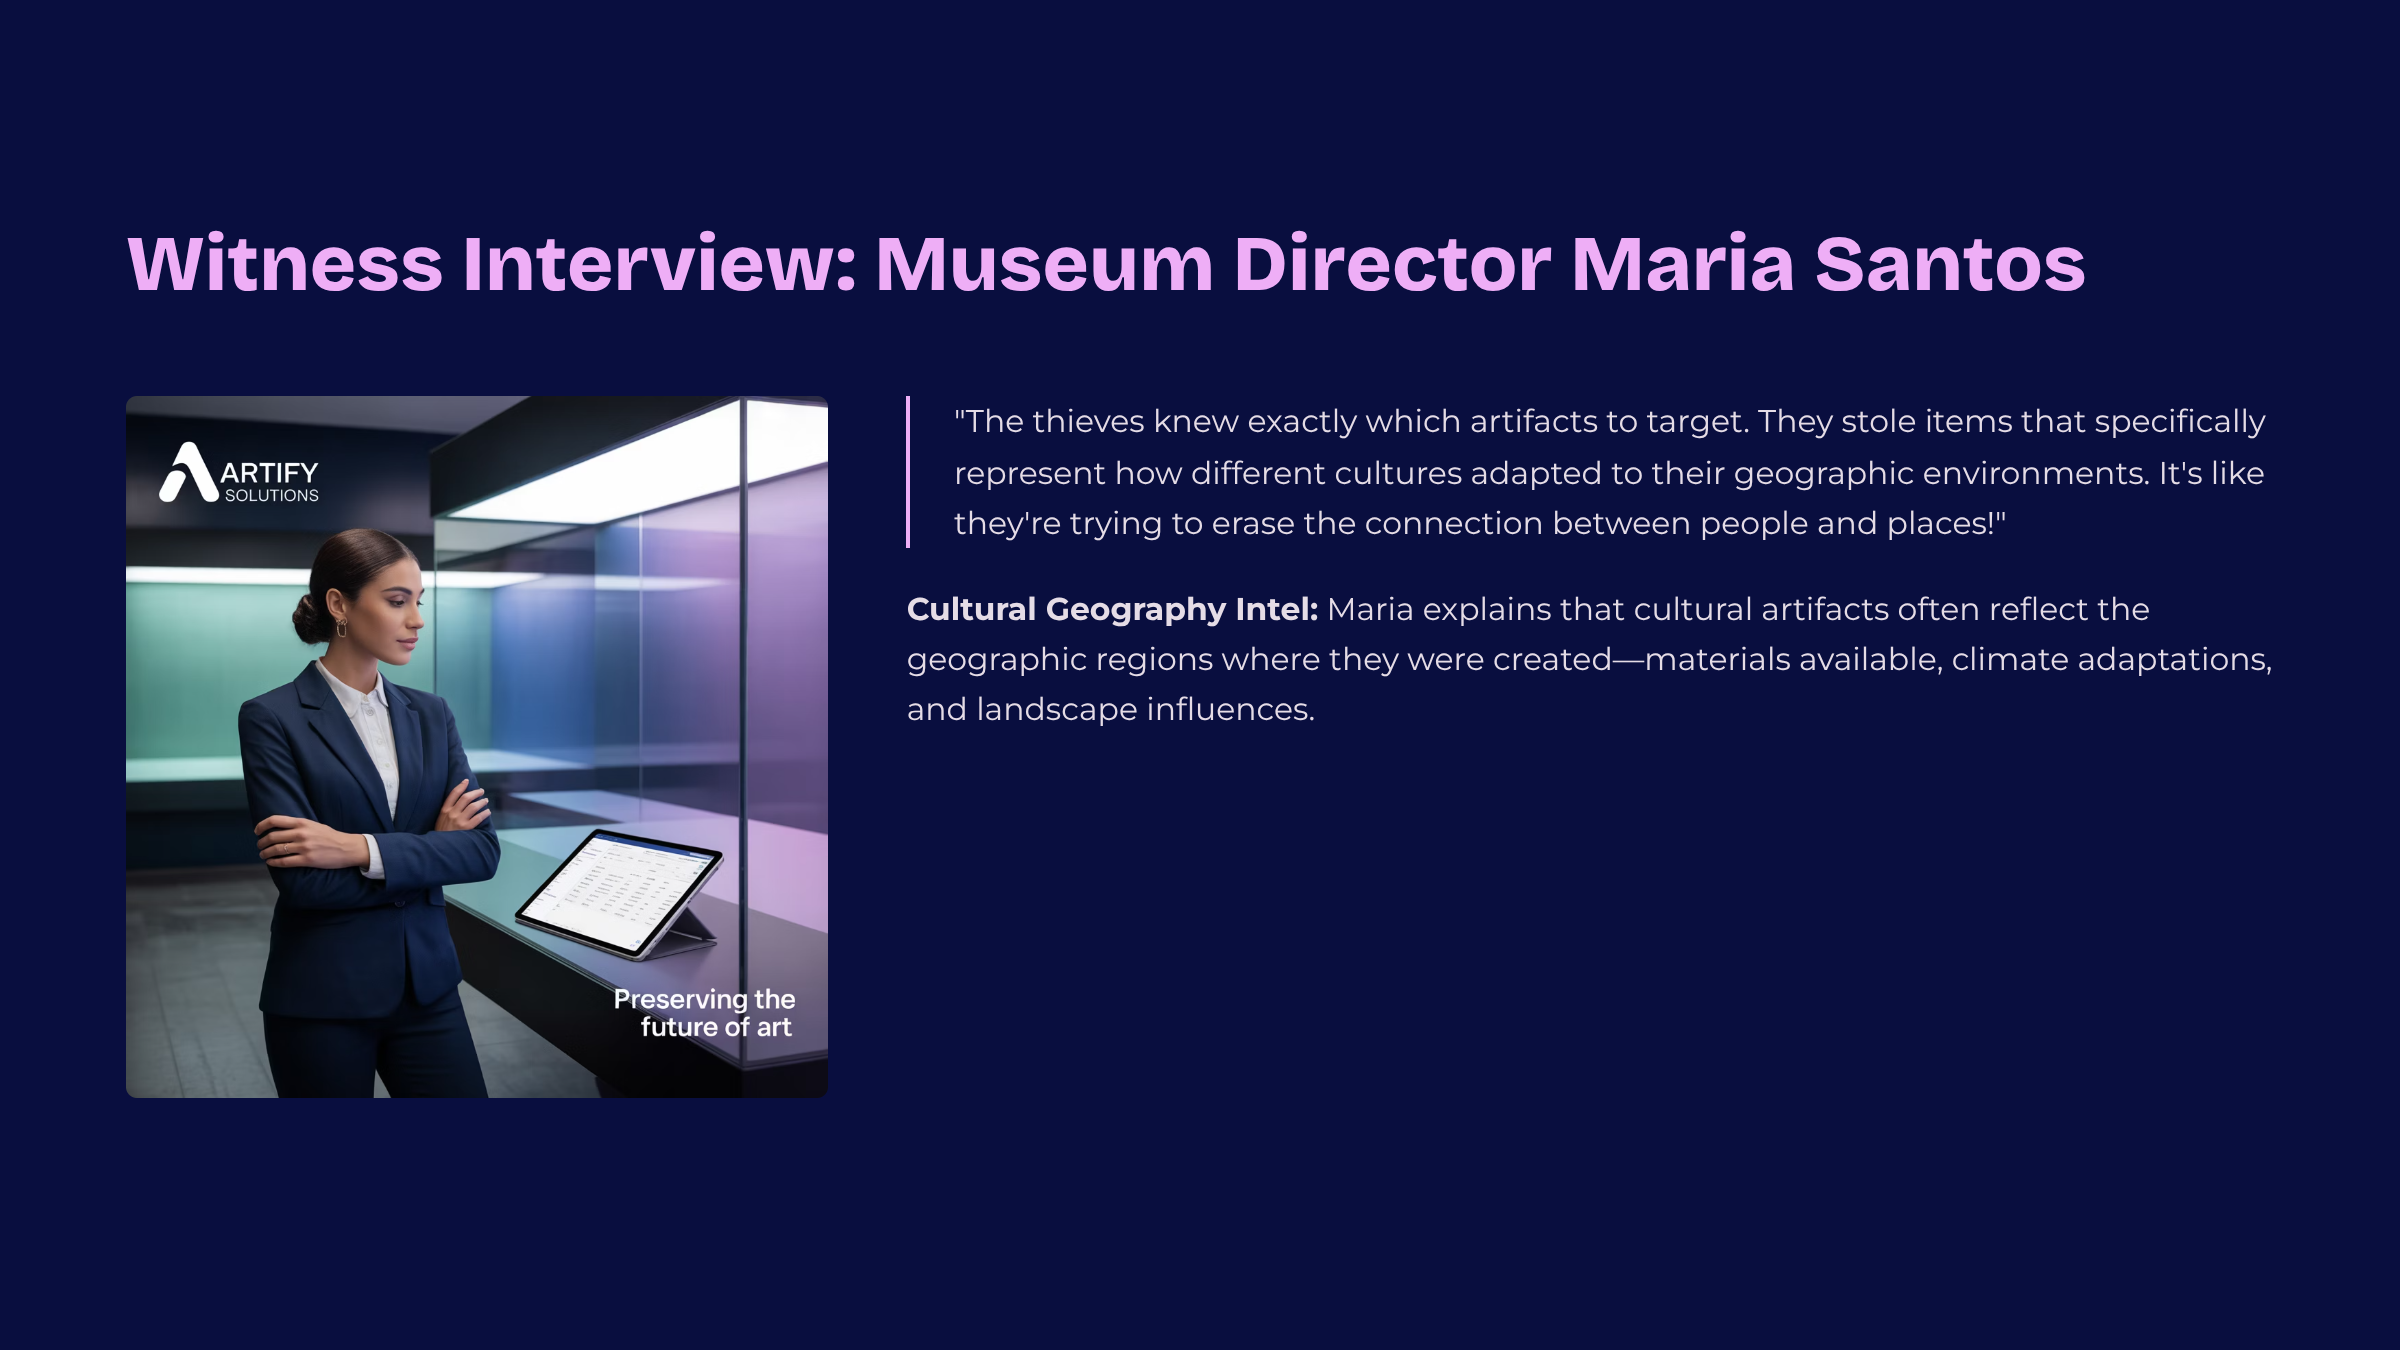 Witness Interview: Museum Director Maria Santos
ARTIFY
SOLUTIONS
Preserving the
future of art
"The thieves knew exactly which artifacts to target. They stole items that specifically
represent how different cultures adapted to their geographic environments. It's like
they're trying to erase the connection between people and places!"
Cultural Geography Intel: Maria explains that cultural artifacts often reflect the
geographic regions where they were created—materials available, climate adaptations,
and landscape influences.